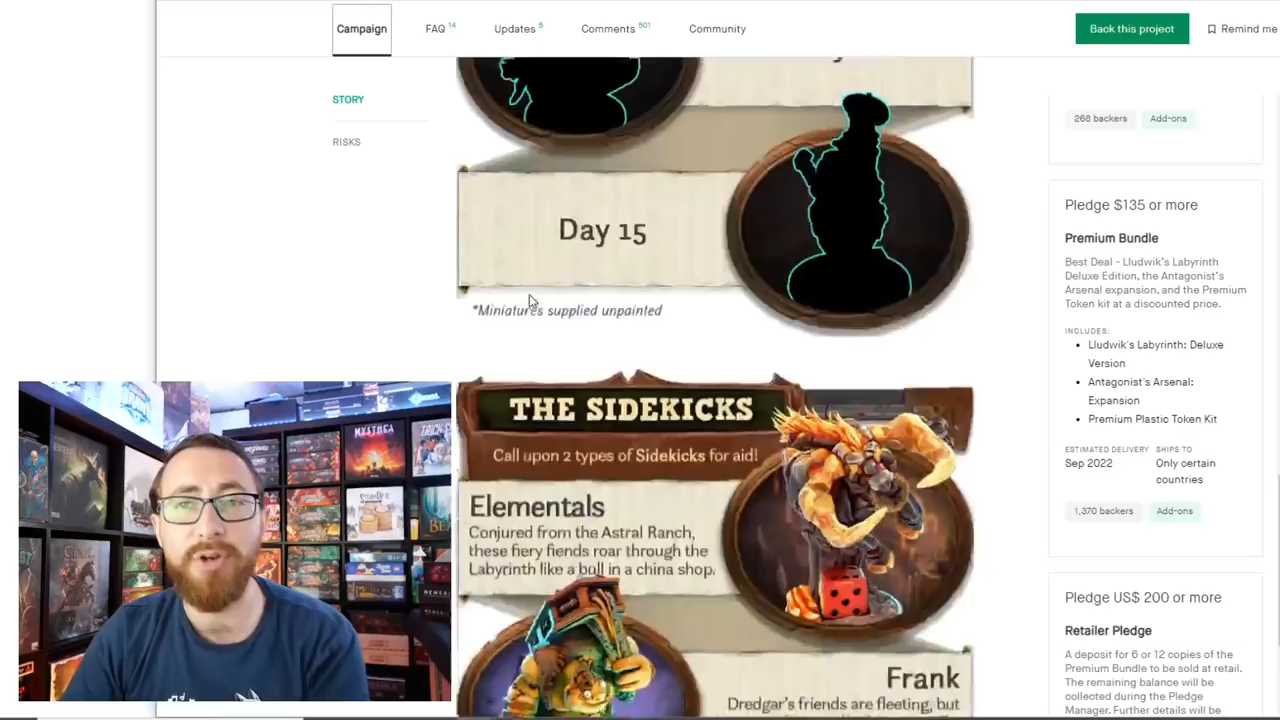 Campaign
FAQ 14
Updates 5
Comments 501
Community
Back this project
Remind me
STORY
RISKS
Day 15
*Miniatures supplied unpainted
THE SIDEKICKS
Call upon 2 types of Sidekicks for aid!
Elementals
Conjured from the Astral Ranch,
these fiery fiends roar through the
Labyrinth like a bull in a china shop.
Frank
Dredgar's friends are fleeting, but
268 backers
Add-ons
Pledge $135 or more
Premium Bundle
Best Deal - Lludwik's Labyrinth
Deluxe Edition, the Antagonist's
Arsenal expansion, and the Premium
Token kit at a discounted price.
INCLUDES:
Lludwik's Labyrinth: Deluxe
Version
Antagonist's Arsenal:
Expansion
Premium Plastic Token Kit
ESTIMATED DELIVERY
Sep 2022
SHIPS TO
Only certain
countries
1,370 backers
Add-ons
Pledge US$ 200 or more
Retailer Pledge
A deposit for 6 or 12 copies of the
Premium Bundle to be sold at retail.
The remaining balance will be
collected during the Pledge
Manager. Further details will be
MYSTHEA